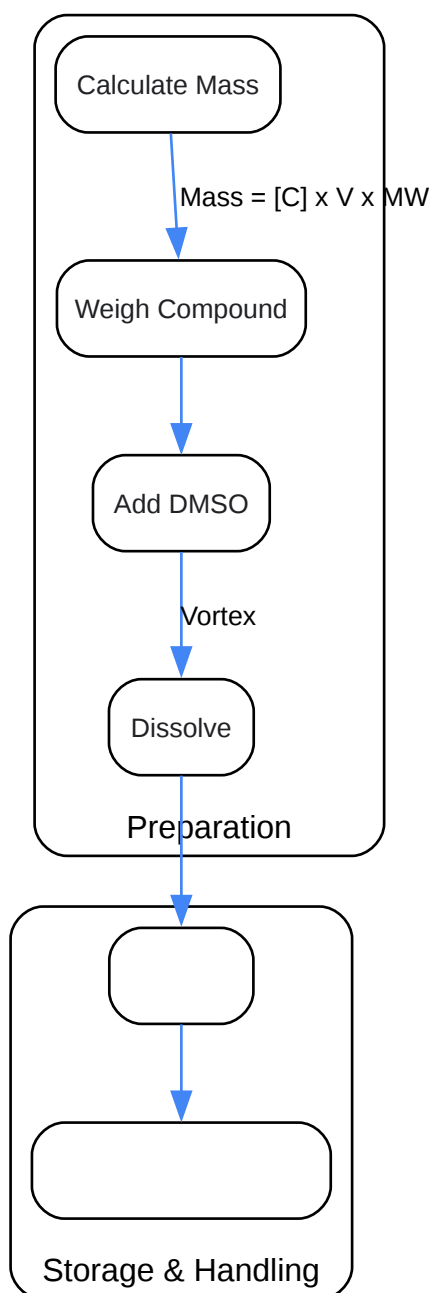 Calculate Mass
Mass = [C] x V x MW
Weigh Compound
Add DMSO
Vortex
Dissolve
Preparation
Storage & Handling